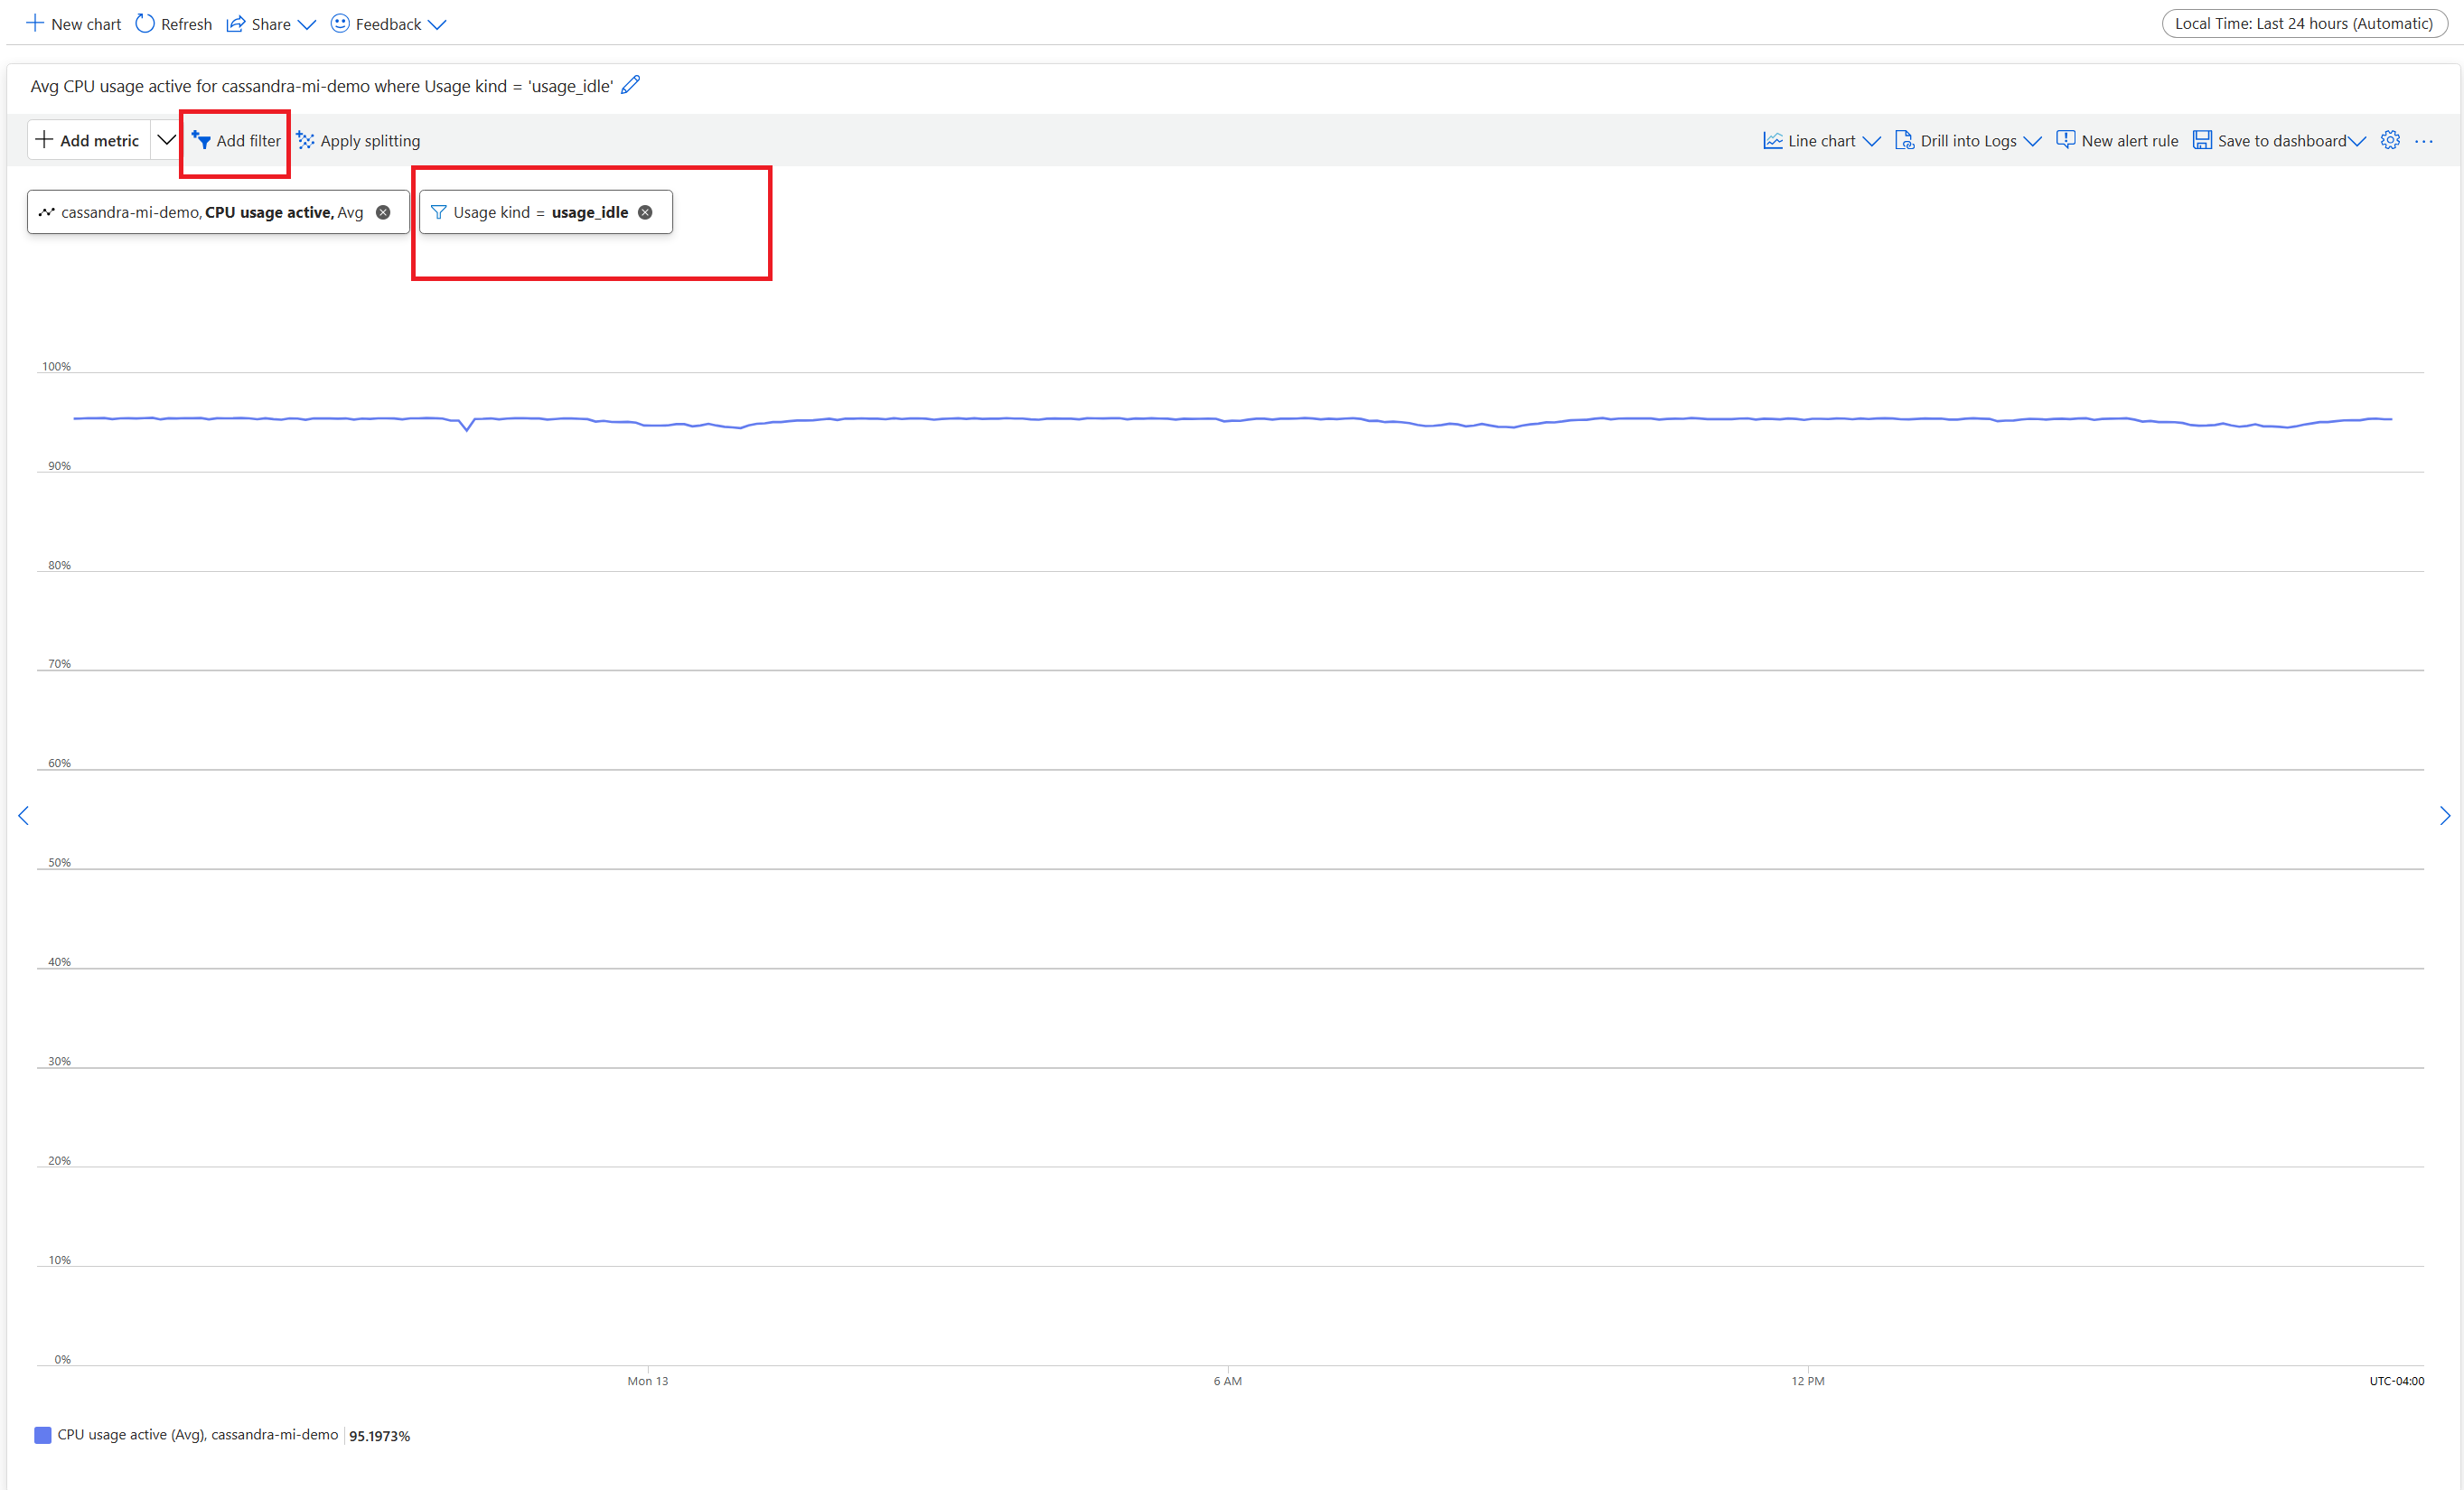 New chart Refresh Share Feedback Local Time: Last 24 hours (Automatic)
Avg CPU usage active for cassandra-mi-demo where Usage kind = 'usage_idle'
Add metric Add filter Apply splitting Line chart Drill into Logs New alert rule Save to dashboard ...
cassandra-mi-demo, CPU usage active, Avg Usage kind = usage_idle
100%
90%
80%
70%
60%
50%
40%
30%
20%
10%
0%
Mon 13 6 AM 12 PM UTC-04:00
CPU usage active (Avg), cassandra-mi-demo 95.1973%